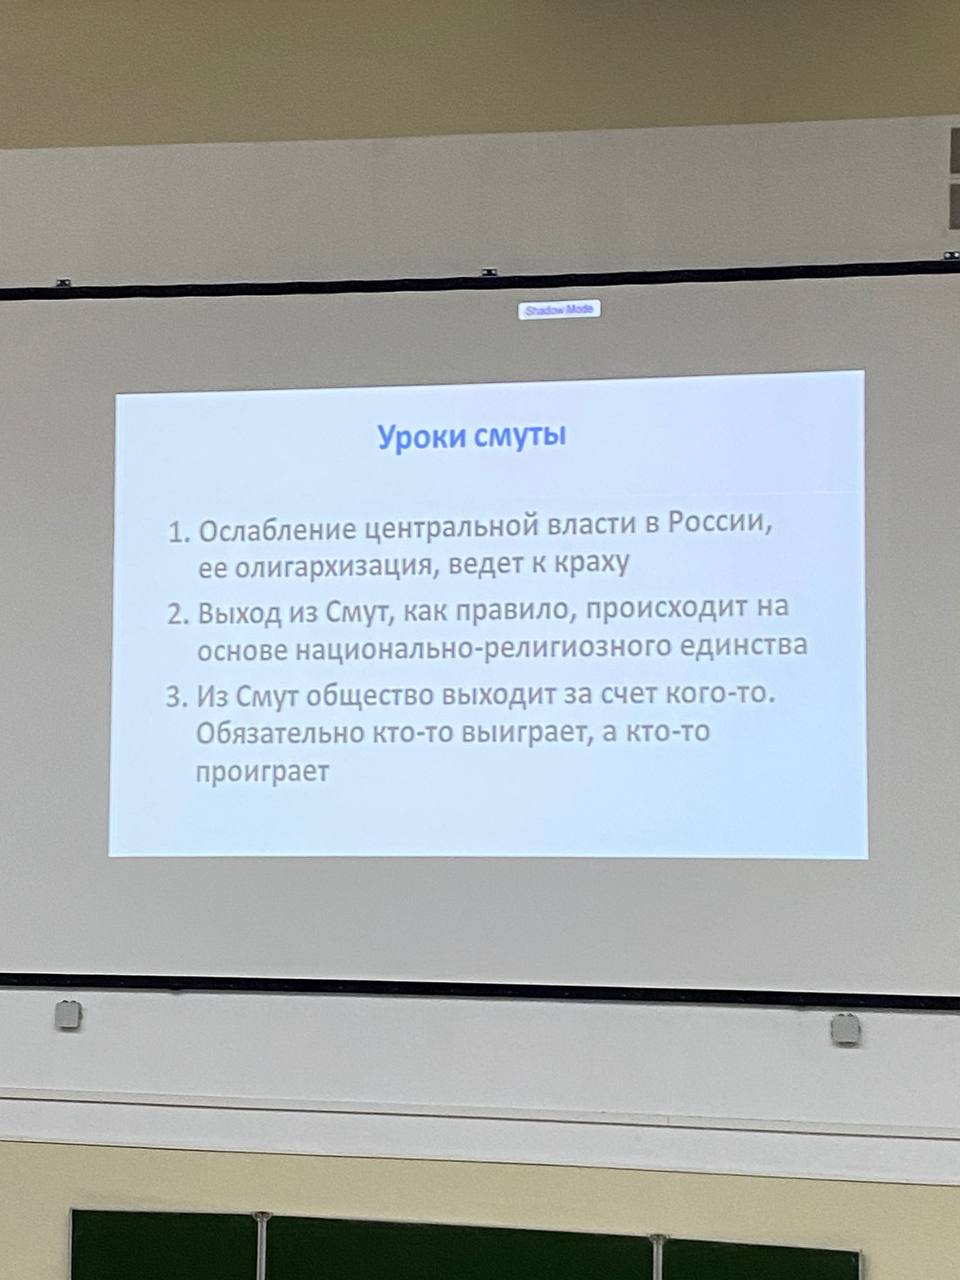 Shadow Mode
Уроки смуты
1. Ослабление центральной власти в России,
ее олигархизация, ведет к краху
2. Выход из Смут, как правило, происходит на
основе национально-религиозного единства
3. Из Смут общество выходит за счет кого-то.
Обязательно кто-то выиграет, а кто-то
проиграет